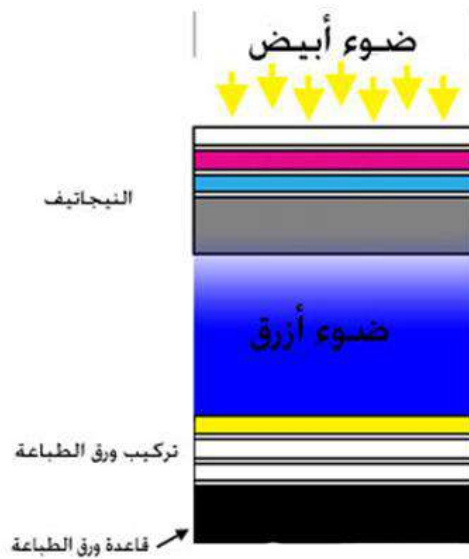 ضوء أبيض
النيجاتيف
ضوء أزرق
تركيب ورق الطباعة
قاعدة ورق الطباعة